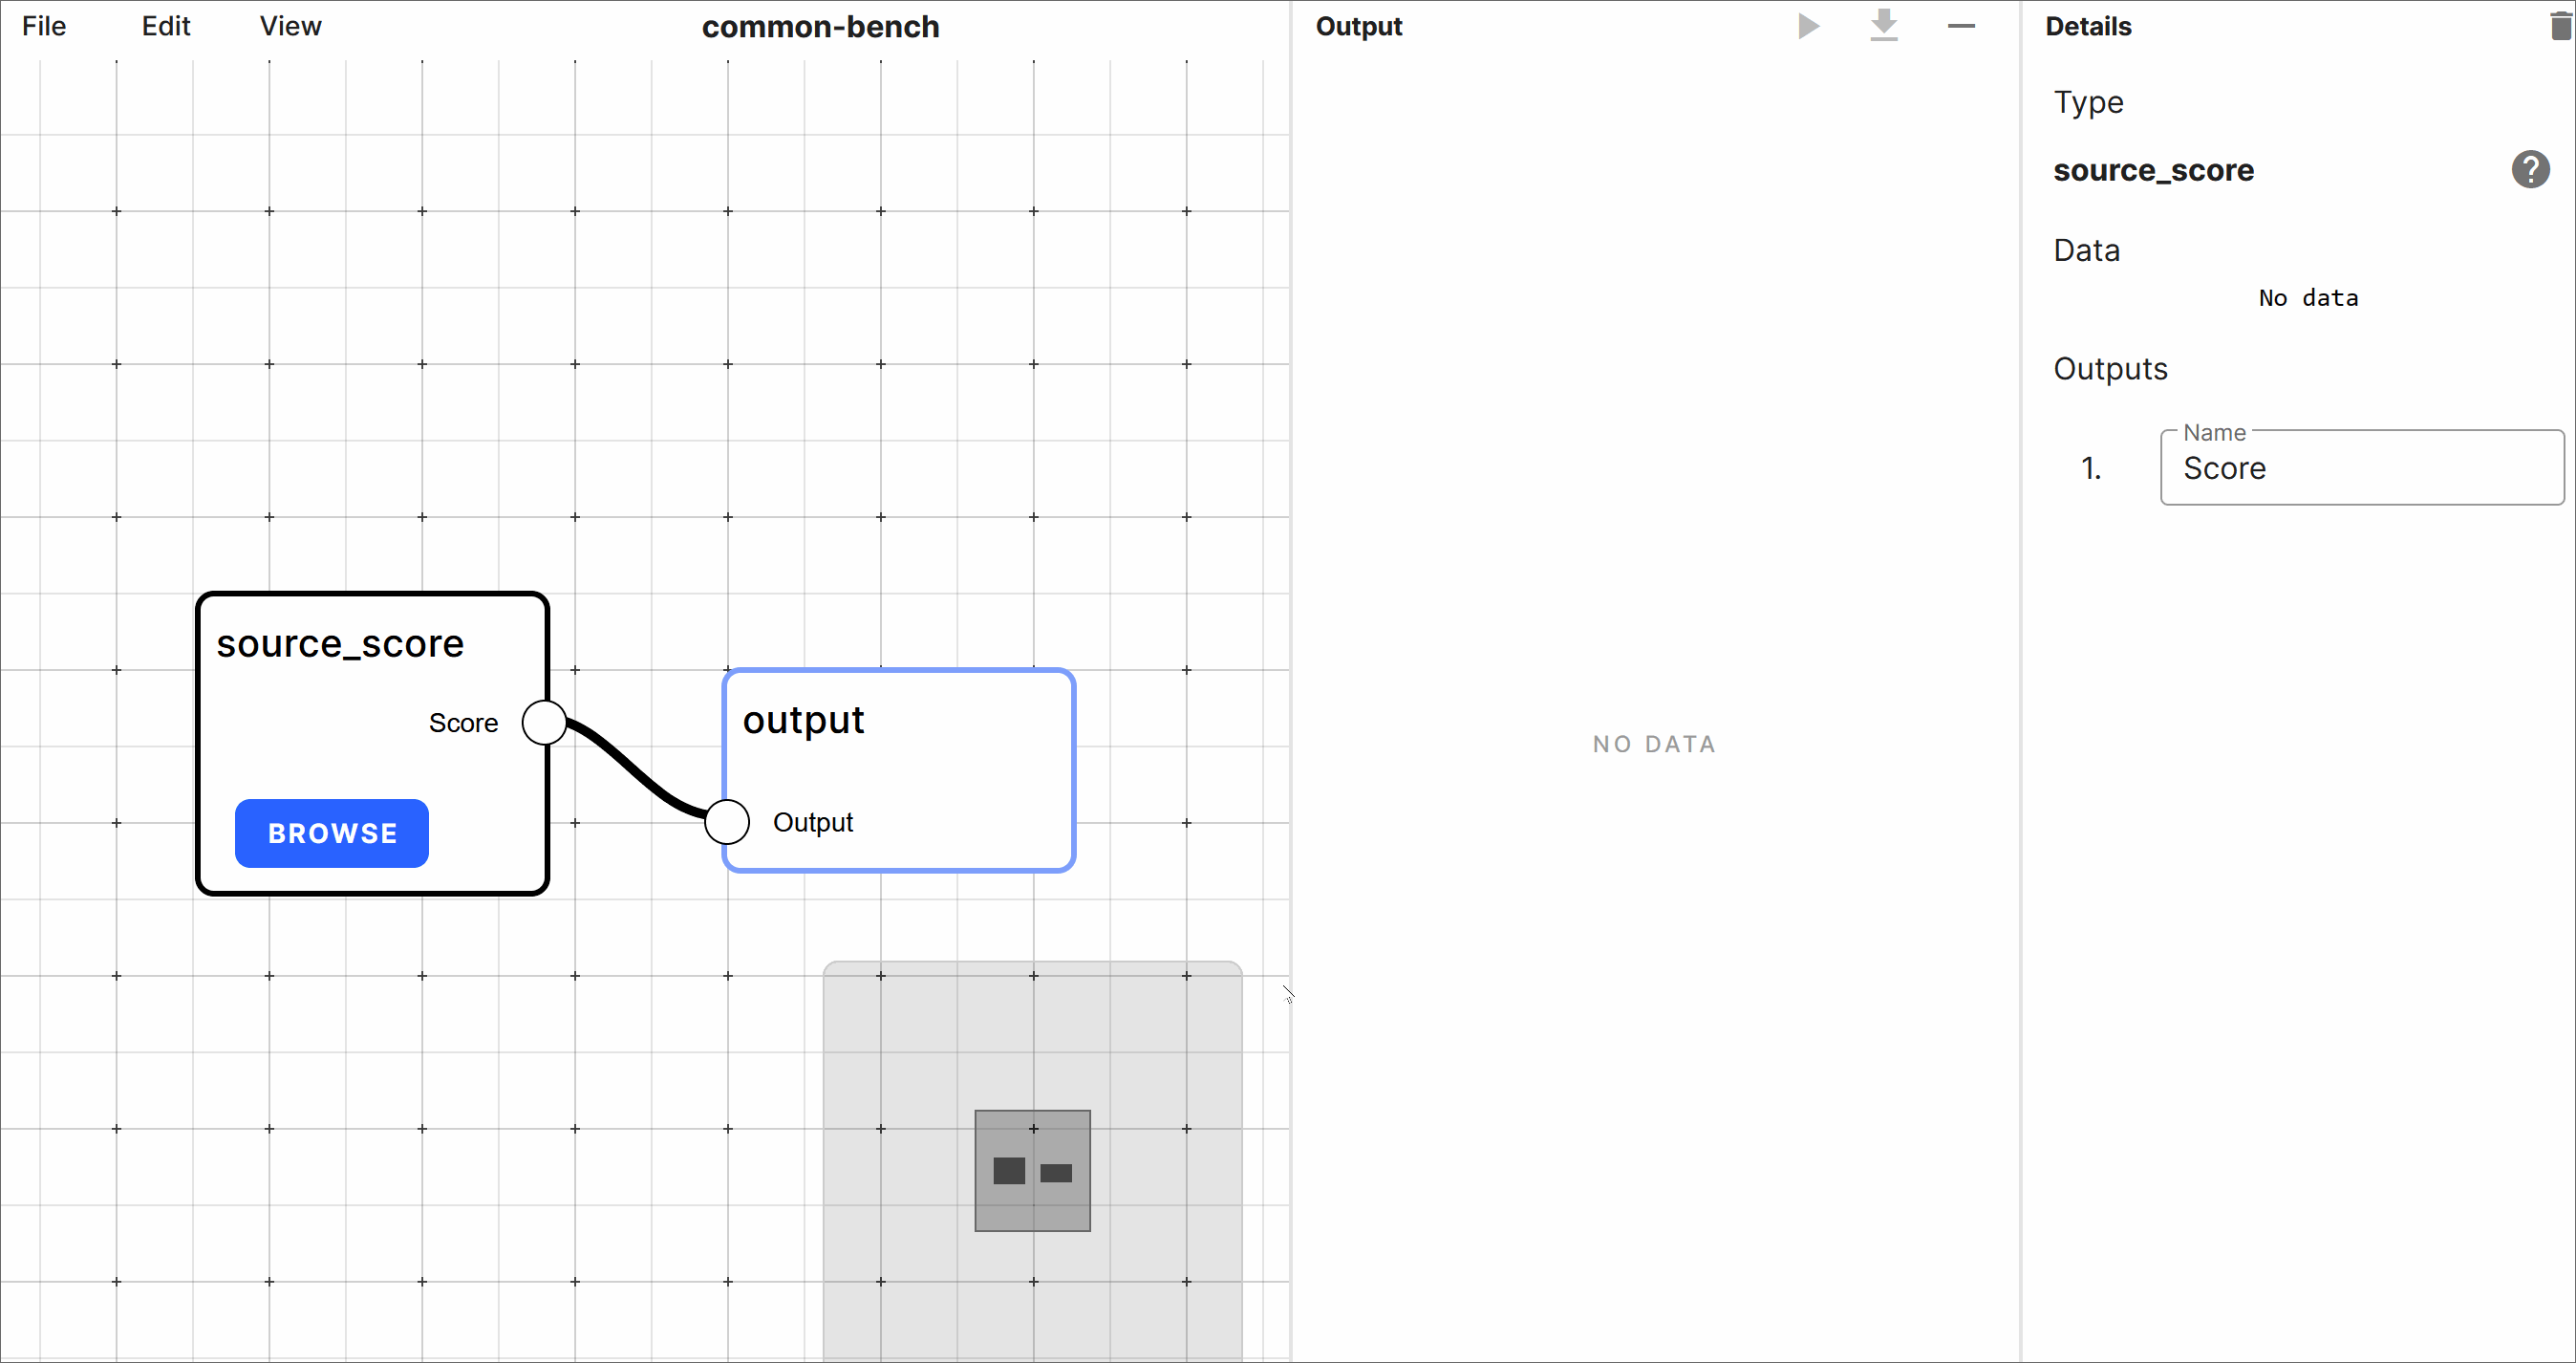 File Edit View common-bench
source_score
Score
BROWSE
output
Output
Output
NO DATA
Details
Type
source_score
Data
No data
Outputs
Name
1. Score